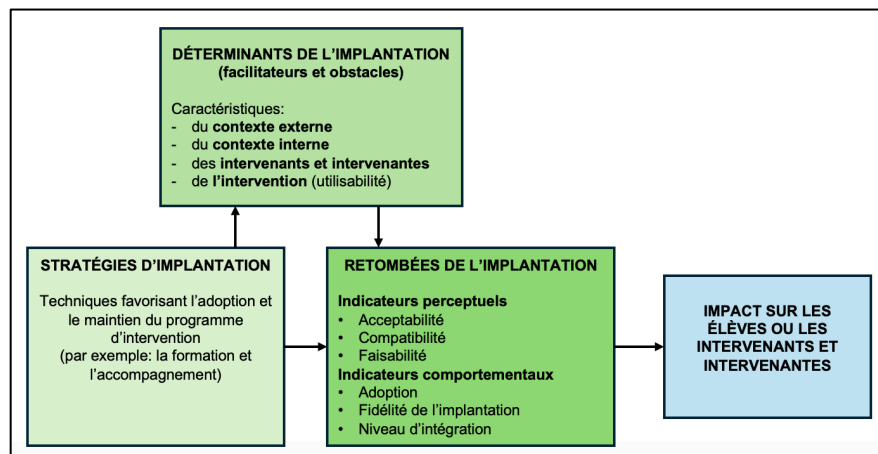 DÉTERMINANTS DE L’IMPLANTATION
(facilitateurs et obstacles)
Caractéristiques:
- du contexte externe
- du contexte interne
- des intervenants et intervenantes
- de l’intervention (utilisabilité)
STRATÉGIES D’IMPLANTATION
Techniques favorisant l’adoption et
le maintien du programme
d’intervention
(par exemple: la formation et
l’accompagnement)
RETOMBÉES DE L’IMPLANTATION
Indicateurs perceptuels
• Acceptabilité
• Compatibilité
• Faisabilité
Indicateurs comportementaux
• Adoption
• Fidélité de l’implantation
• Niveau d’intégration
IMPACT SUR LES
ÉLÈVES OU LES
INTERVENANTS ET
INTERVENANTES